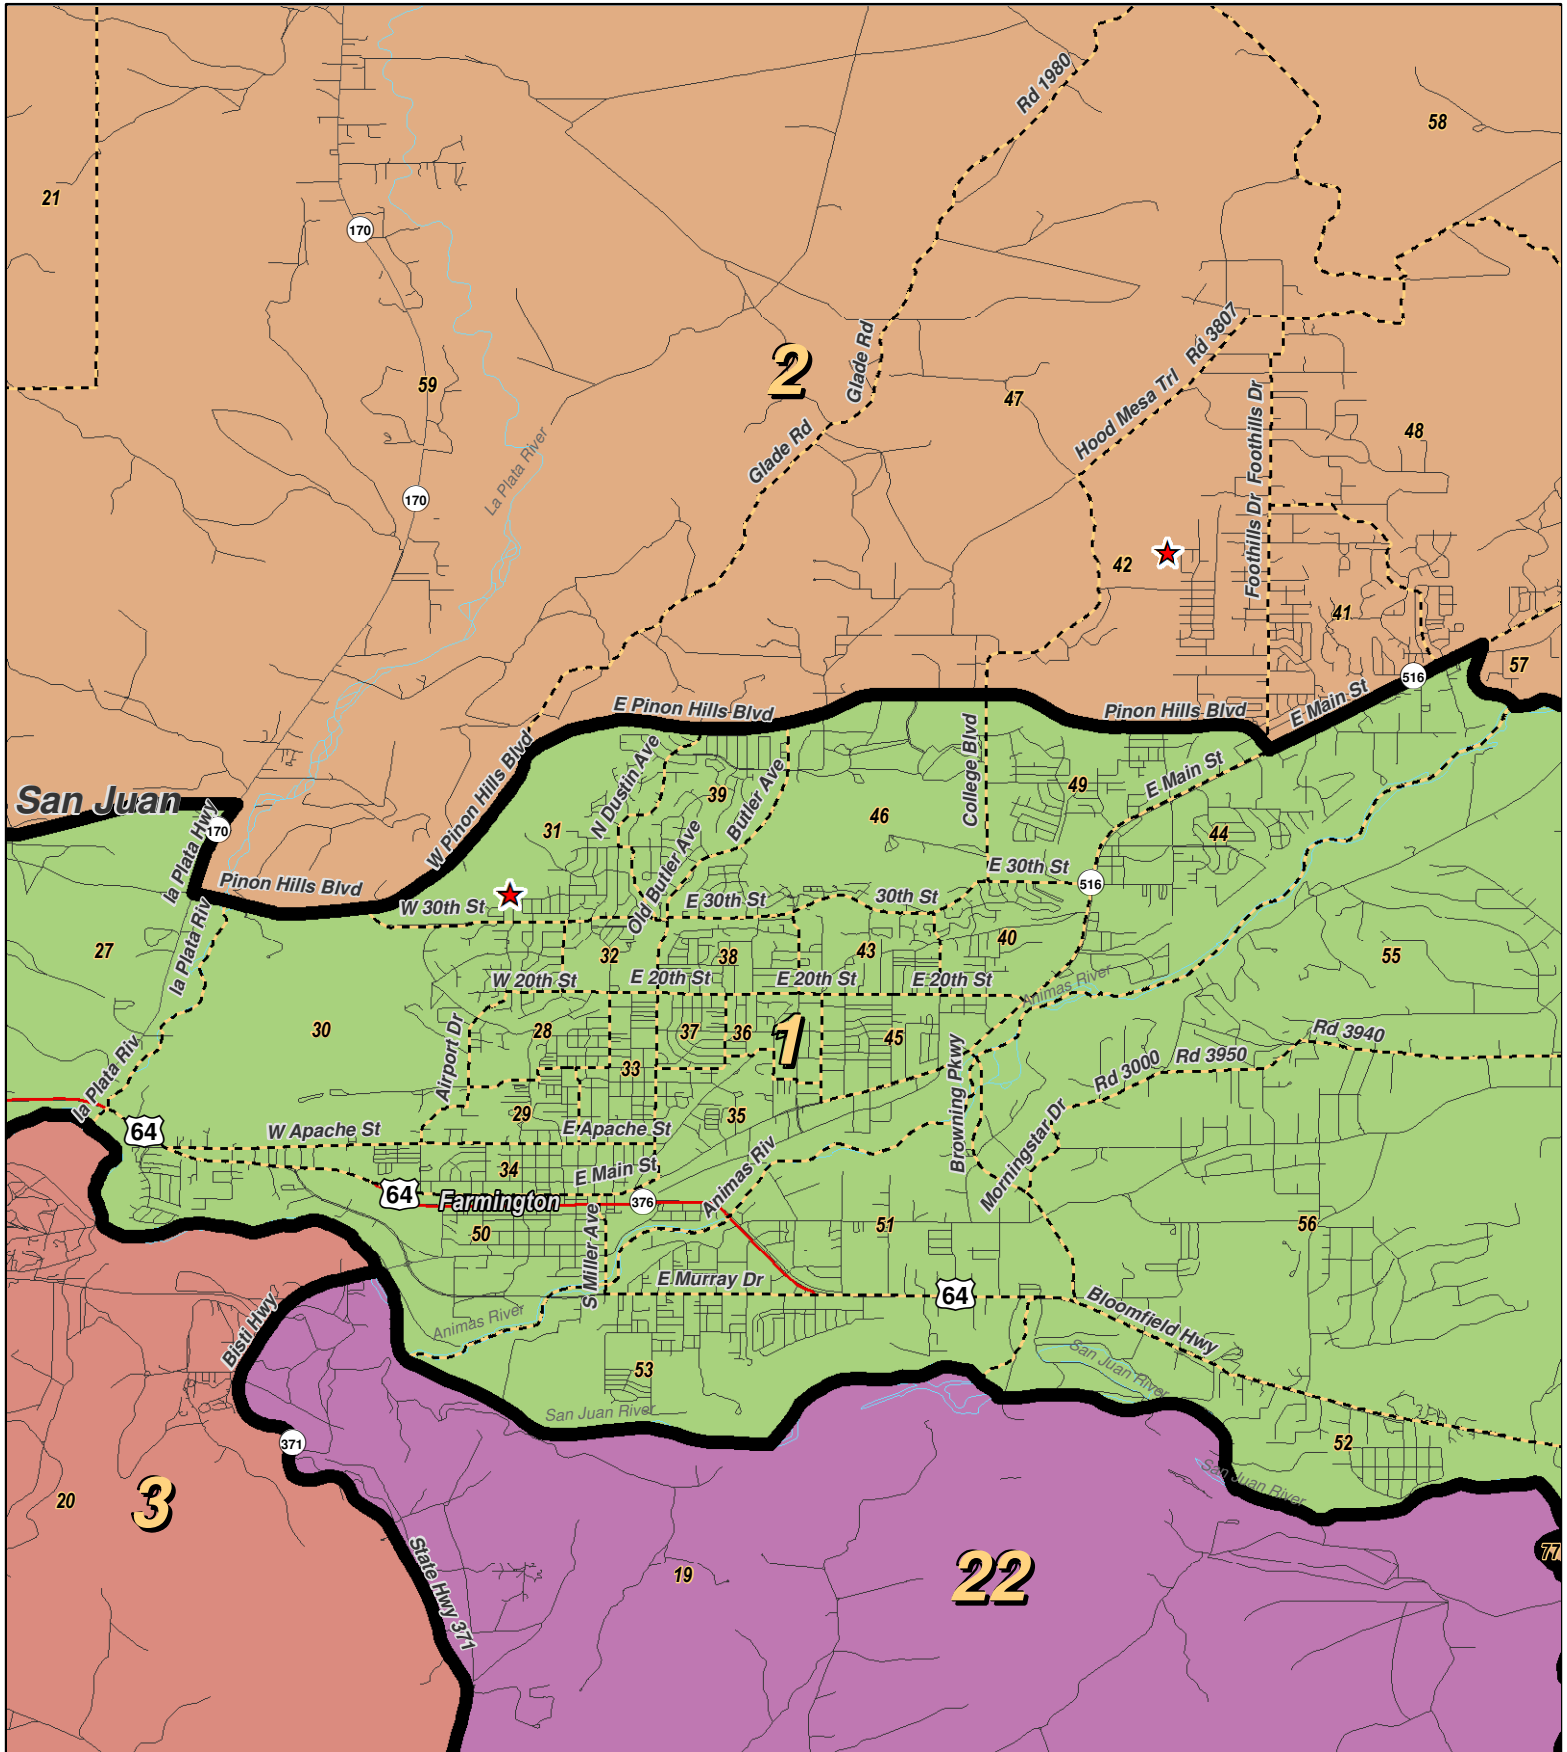 Rd 1980
58
21
170
Glade Rd
Rd 3807
2
59
47
Hood Mesa Trl
Foothills Dr
48
Glade Rd
La Plata River
170
Foothills Dr
42
41
57
516
E Pinon Hills Blvd
Pinon Hills Blvd
E Main St
W Pinon Hills Blvd
N Dustin Ave
College Blvd
E Main St
49
39
Butler Ave
San Juan
la Plata Hwy
170
31
46
44
Old Butler Ave
E 30th St
516
Pinon Hills Blvd
W 30th St
E 30th St
30th St
la Plata Riv
27
32
38
43
40
55
W 20th St
E 20th St
E 20th St
E 20th St
Animas River
30
Airport Dr
28
37
36
1
45
Browning Pkwy
Rd 3940
Rd 3950
Rd 3000
33
la Plata Riv
29
35
Morningstar Dr
64
W Apache St
E Apache St
34
E Main St
Animas Riv
64
Farmington
376
50
S Miller Ave
51
56
E Murray Dr
64
Bloomfield Hwy
Bisti Hwy
Animas River
San Juan River
53
San Juan River
371
52
San Juan River
20
3
State Hwy 371
19
22
77